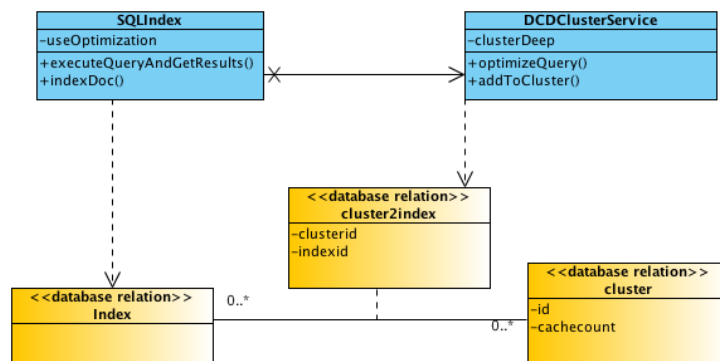 SQLIndex
-useOptimization
+executeQueryAndGetResults()
+indexDoc()
DCDClusterService
-clusterDeep
+optimizeQuery()
+addToCluster()
<<database relation>>
cluster2index
-clusterid
-indexid
<<database relation>>
Index
0..*
0..*
<<database relation>>
cluster
-id
-cachecount